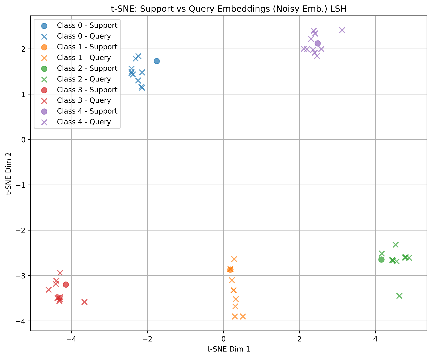 t-SNE: Support vs Query Embeddings (Noisy Emb.) LSH
Class 0 - Support
Class 0 - Query
Class 1 - Support
Class 1 - Query
Class 2 - Support
Class 2 - Query
Class 3 - Support
Class 3 - Query
Class 4 - Support
Class 4 - Query
t-SNE Dim 2
2
1
0
−1
−2
−3
−4
−4
−2
0
2
4
t-SNE Dim 1